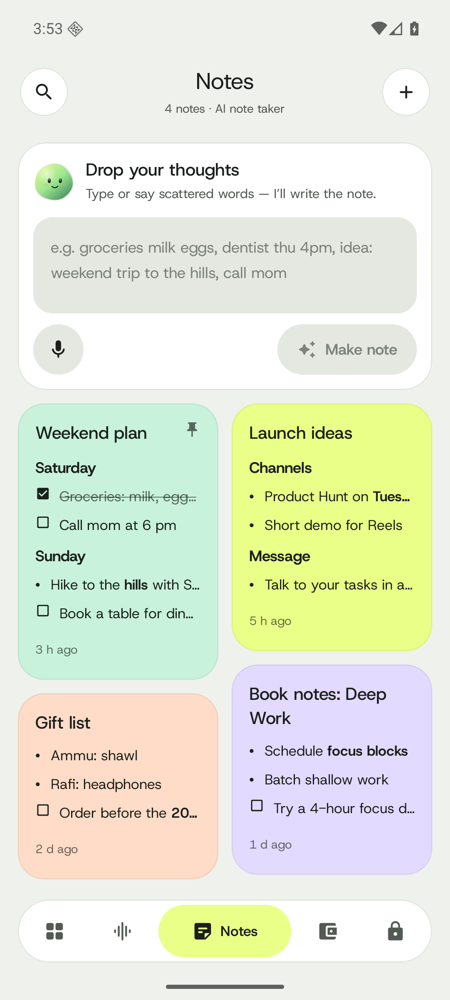 3:53
Notes
4 notes · AI note taker
Drop your thoughts
Type or say scattered words — I'll write the note.
e.g. groceries milk eggs, dentist thu 4pm, idea:
weekend trip to the hills, call mom
Make note
Weekend plan
Saturday
Groceries: milk, egg…
Call mom at 6 pm
Sunday
• Hike to the hills with S…
Book a table for din…
3 h ago
Launch ideas
Channels
• Product Hunt on Tues…
• Short demo for Reels
Message
• Talk to your tasks in a…
5 h ago
Gift list
• Ammu: shawl
• Rafi: headphones
Order before the 20…
2 d ago
Book notes: Deep
Work
• Schedule focus blocks
• Batch shallow work
Try a 4-hour focus d…
1 d ago
Notes